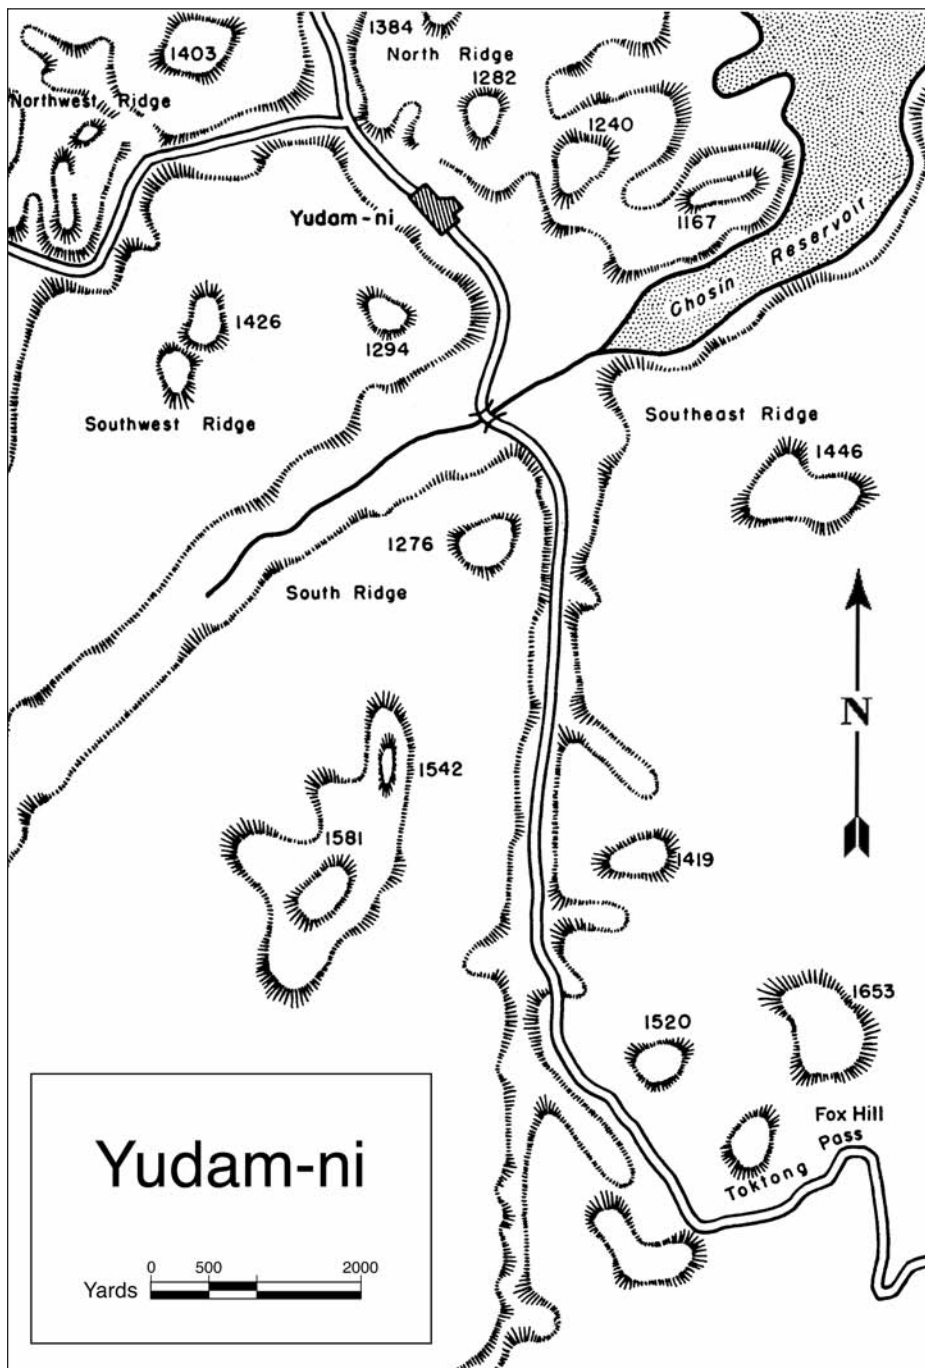 1384
North Ridge
1403
1282
Northwest Ridge
1240
Yudam-ni
1167
Chosin Reservoir
1426
1294
Southwest Ridge
Southeast Ridge
1446
1276
South Ridge
N
1542
1581
1419
1653
1520
Fox Hill
Toktong Pass
Yudam-ni
0 500 2000
Yards